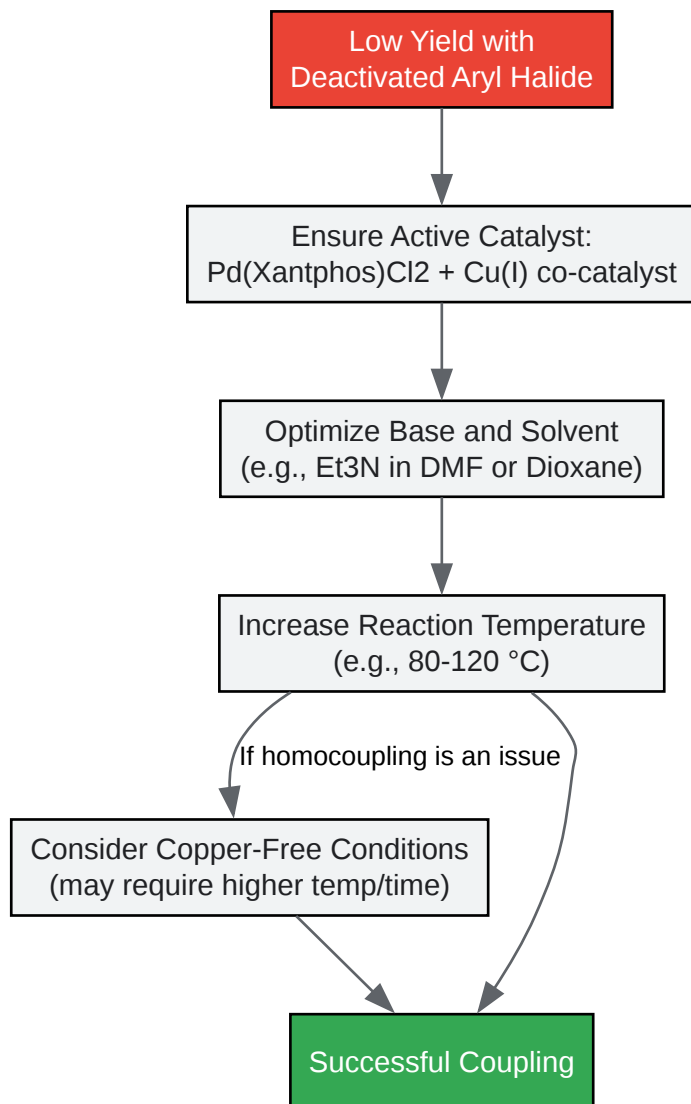 Low Yield with
Deactivated Aryl Halide
Ensure Active Catalyst:
Pd(Xantphos)Cl2 + Cu(I) co-catalyst
Optimize Base and Solvent
(e.g., Et3N in DMF or Dioxane)
Increase Reaction Temperature
(e.g., 80-120 °C)
If homocoupling is an issue
Consider Copper-Free Conditions
(may require higher temp/time)
Successful Coupling